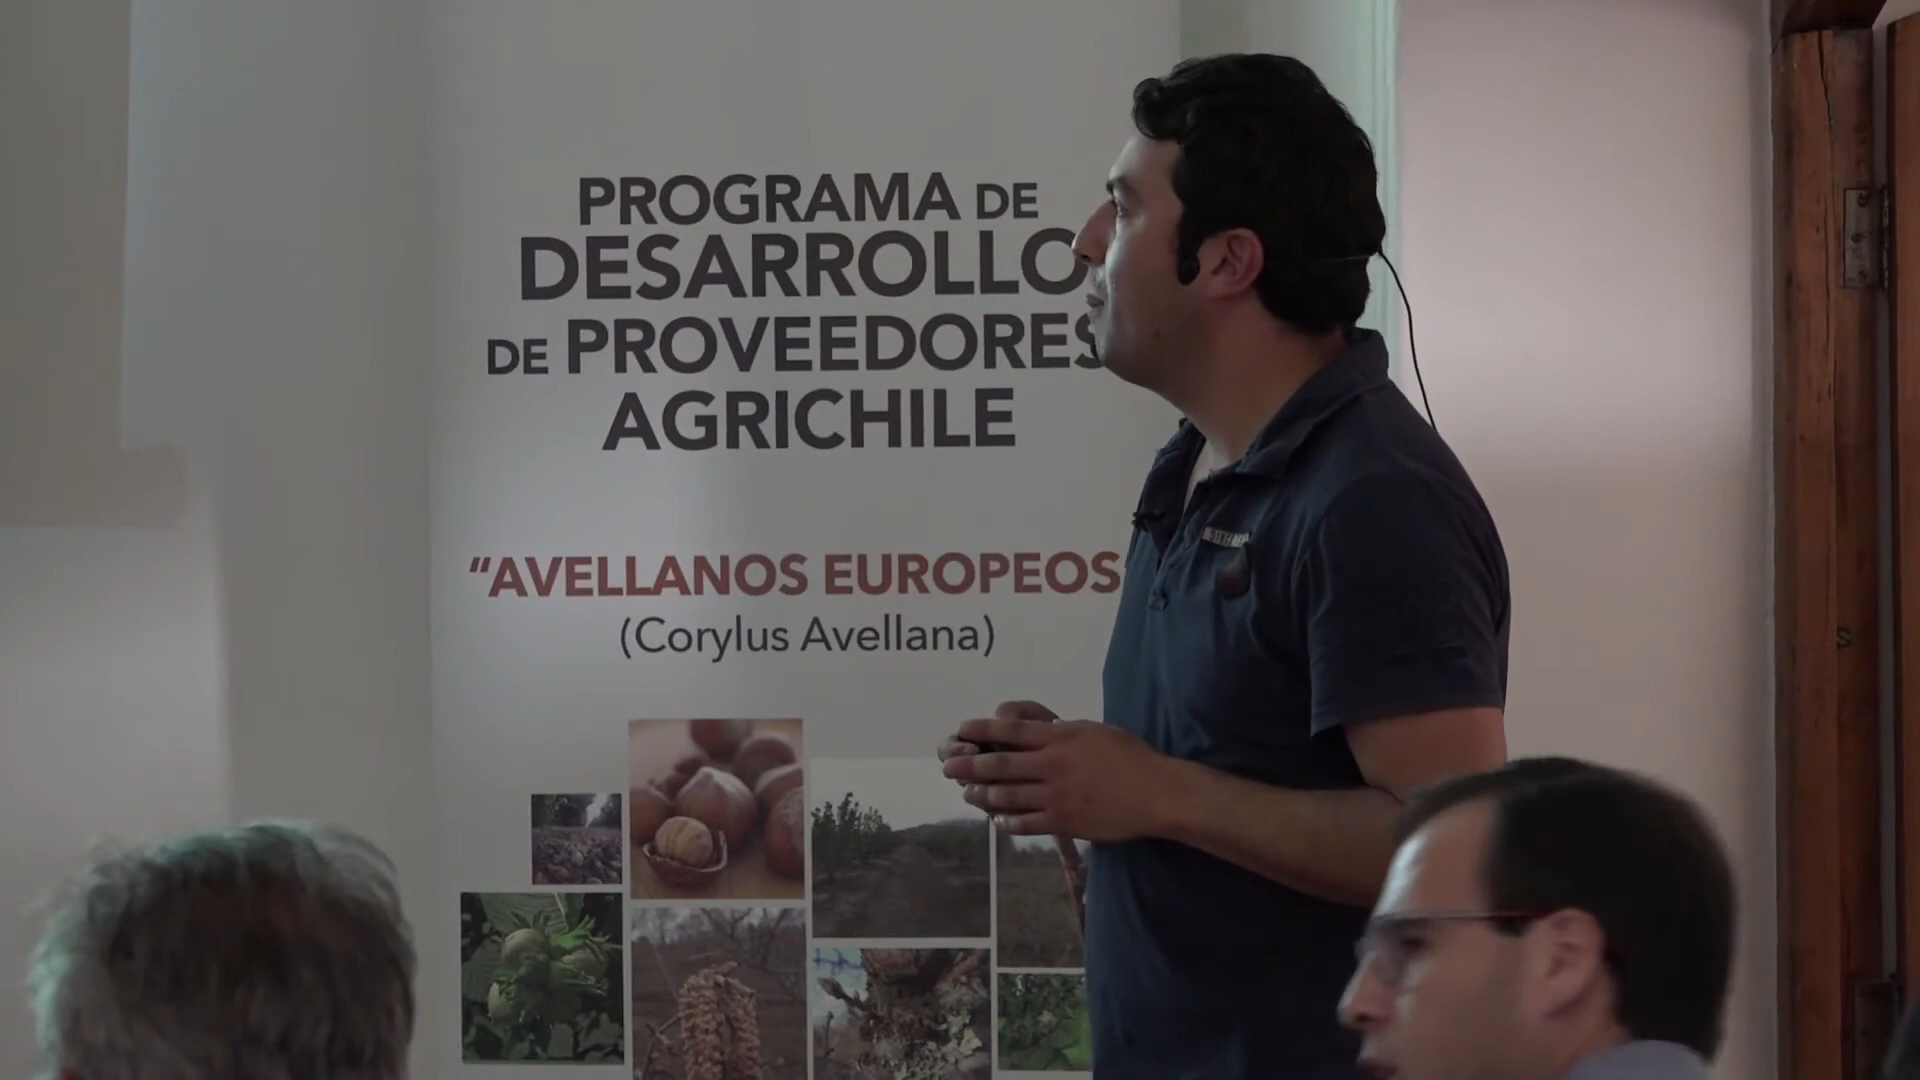 PROGRAMA DE
DESARROLLO
DE PROVEEDORES
AGRICHILE
“AVELLANOS EUROPEOS
(Corylus Avellana)